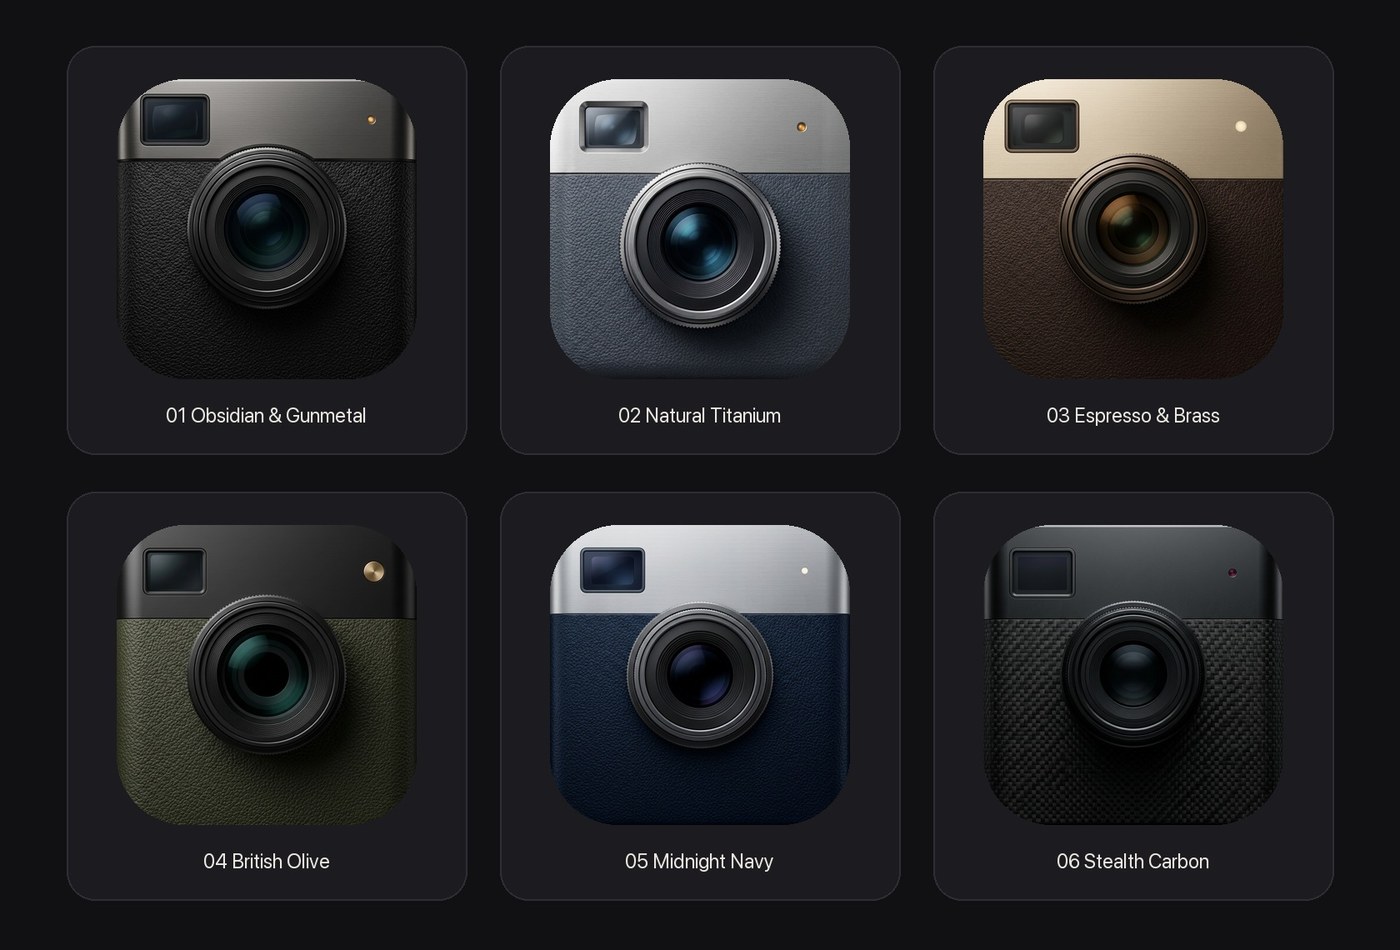 01 Obsidian & Gunmetal
02 Natural Titanium
03 Espresso & Brass
04 British Olive
05 Midnight Navy
06 Stealth Carbon